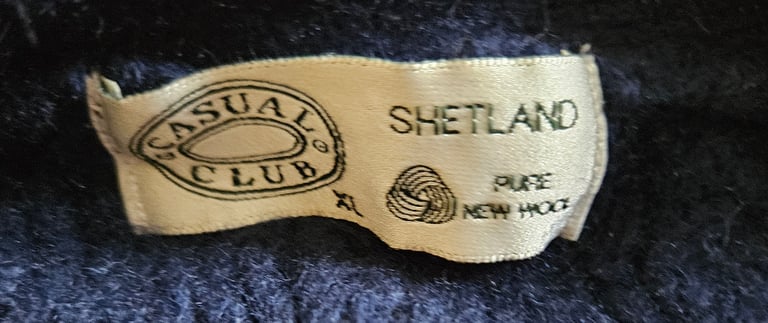 CASUAL
CLUB
XL
SHETLAND
PURE
NEW WOOL